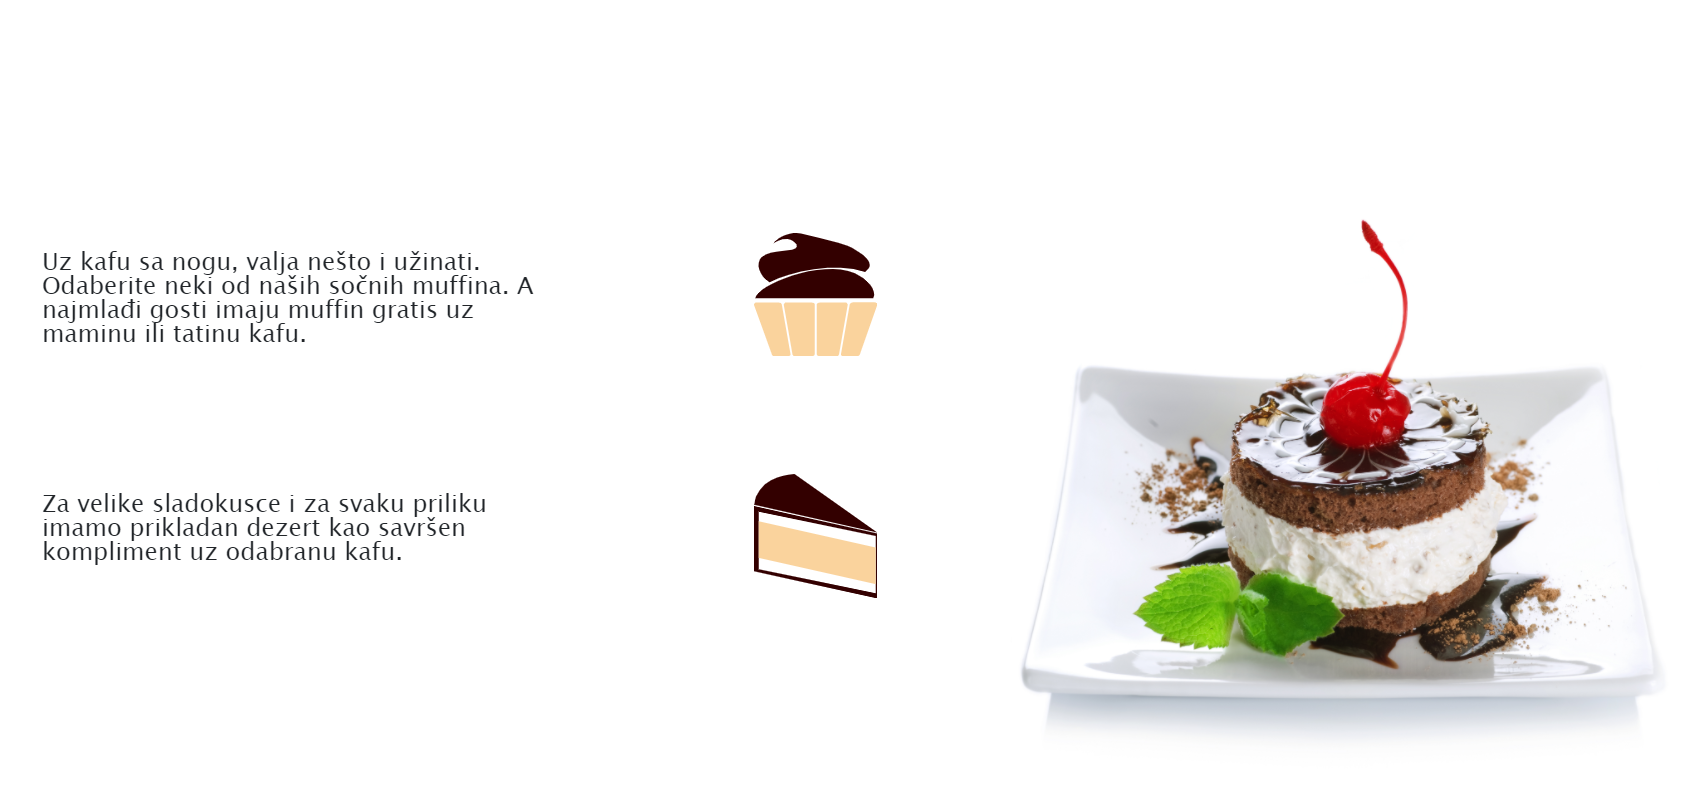 Uz kafu sa nogu, valja nešto i užinati.
Odaberite neki od naših sočnih muffina. A
najmlađi gosti imaju muffin gratis uz
maminu ili tatinu kafu.
Za velike sladokusce i za svaku priliku
imamo prikladan dezert kao savršen
kompliment uz odabranu kafu.